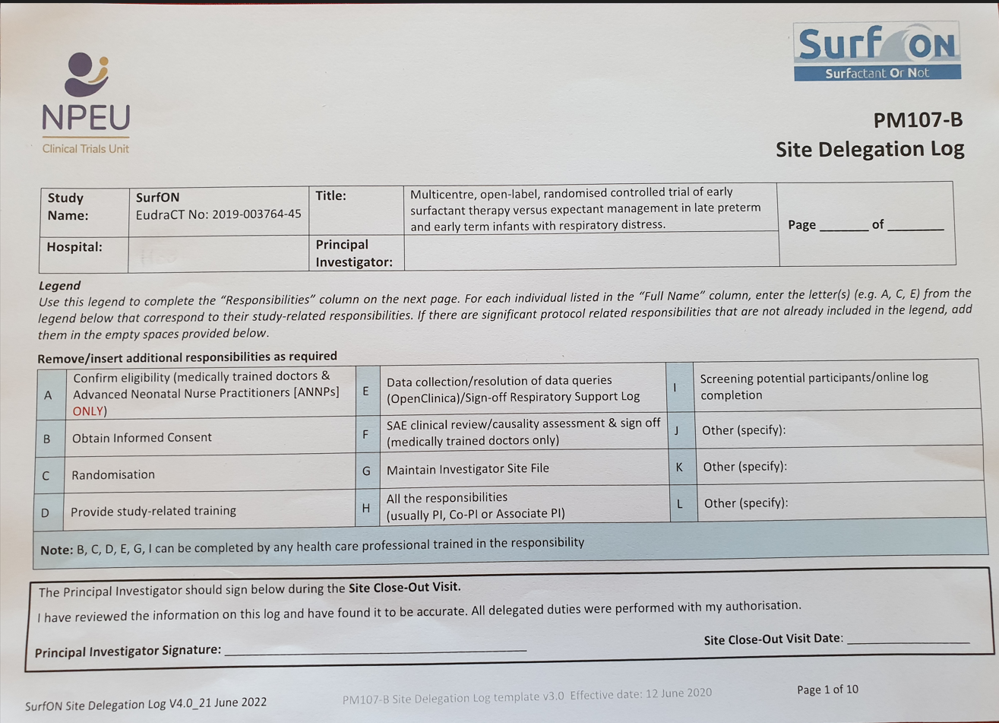 Surf ON
Surfactant Or Not
NPEU
Clinical Trials Unit
PM107-B
Site Delegation Log
Study
Name:
SurfON
EudraCT No: 2019-003764-45
Title:
Multicentre, open-label, randomised controlled trial of early
surfactant therapy versus expectant management in late preterm
and early term infants with respiratory distress.
Page ________ of _________
Hospital:
Principal
Investigator:
Legend
Use this legend to complete the “Responsibilities” column on the next page. For each individual listed in the “Full Name” column, enter the letter(s) (e.g. A, C, E) from the
legend below that correspond to their study-related responsibilities. If there are significant protocol related responsibilities that are not already included in the legend, add
them in the empty spaces provided below.
Remove/insert additional responsibilities as required
A
Confirm eligibility (medically trained doctors &
Advanced Neonatal Nurse Practitioners [ANNPs]
ONLY)
E
Data collection/resolution of data queries
(OpenClinica)/Sign-off Respiratory Support Log
I
Screening potential participants/online log
completion
B
Obtain Informed Consent
F
SAE clinical review/causality assessment & sign off
(medically trained doctors only)
J
Other (specify):
C
Randomisation
G
Maintain Investigator Site File
K
Other (specify):
D
Provide study-related training
H
All the responsibilities
(usually PI, Co-PI or Associate PI)
L
Other (specify):
Note: B, C, D, E, G, I can be completed by any health care professional trained in the responsibility
The Principal Investigator should sign below during the Site Close-Out Visit.
I have reviewed the information on this log and have found it to be accurate. All delegated duties were performed with my authorisation.
Principal Investigator Signature: ____________________
Site Close-Out Visit Date: ____________________
SurfON Site Delegation Log V4.0_21 June 2022
PM107-B Site Delegation Log template v3.0 Effective date: 12 June 2020
Page 1 of 10